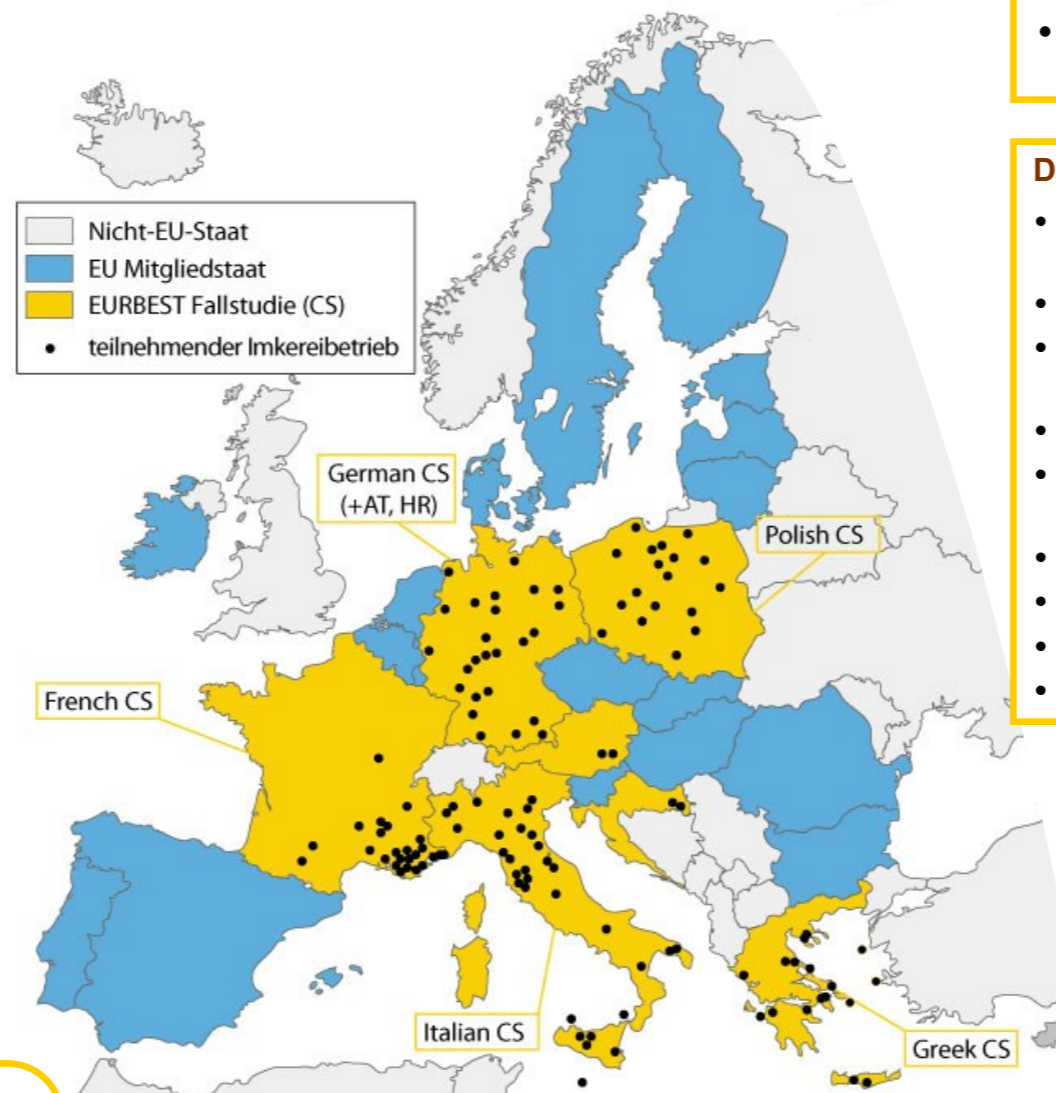 Nicht-EU-Staat
EU Mitgliedstaat
EURBEST Fallstudie (CS)
• teilnehmender Imkereibetrieb
German CS
(+AT, HR)
Polish CS
French CS
Italian CS
Greek CS
D